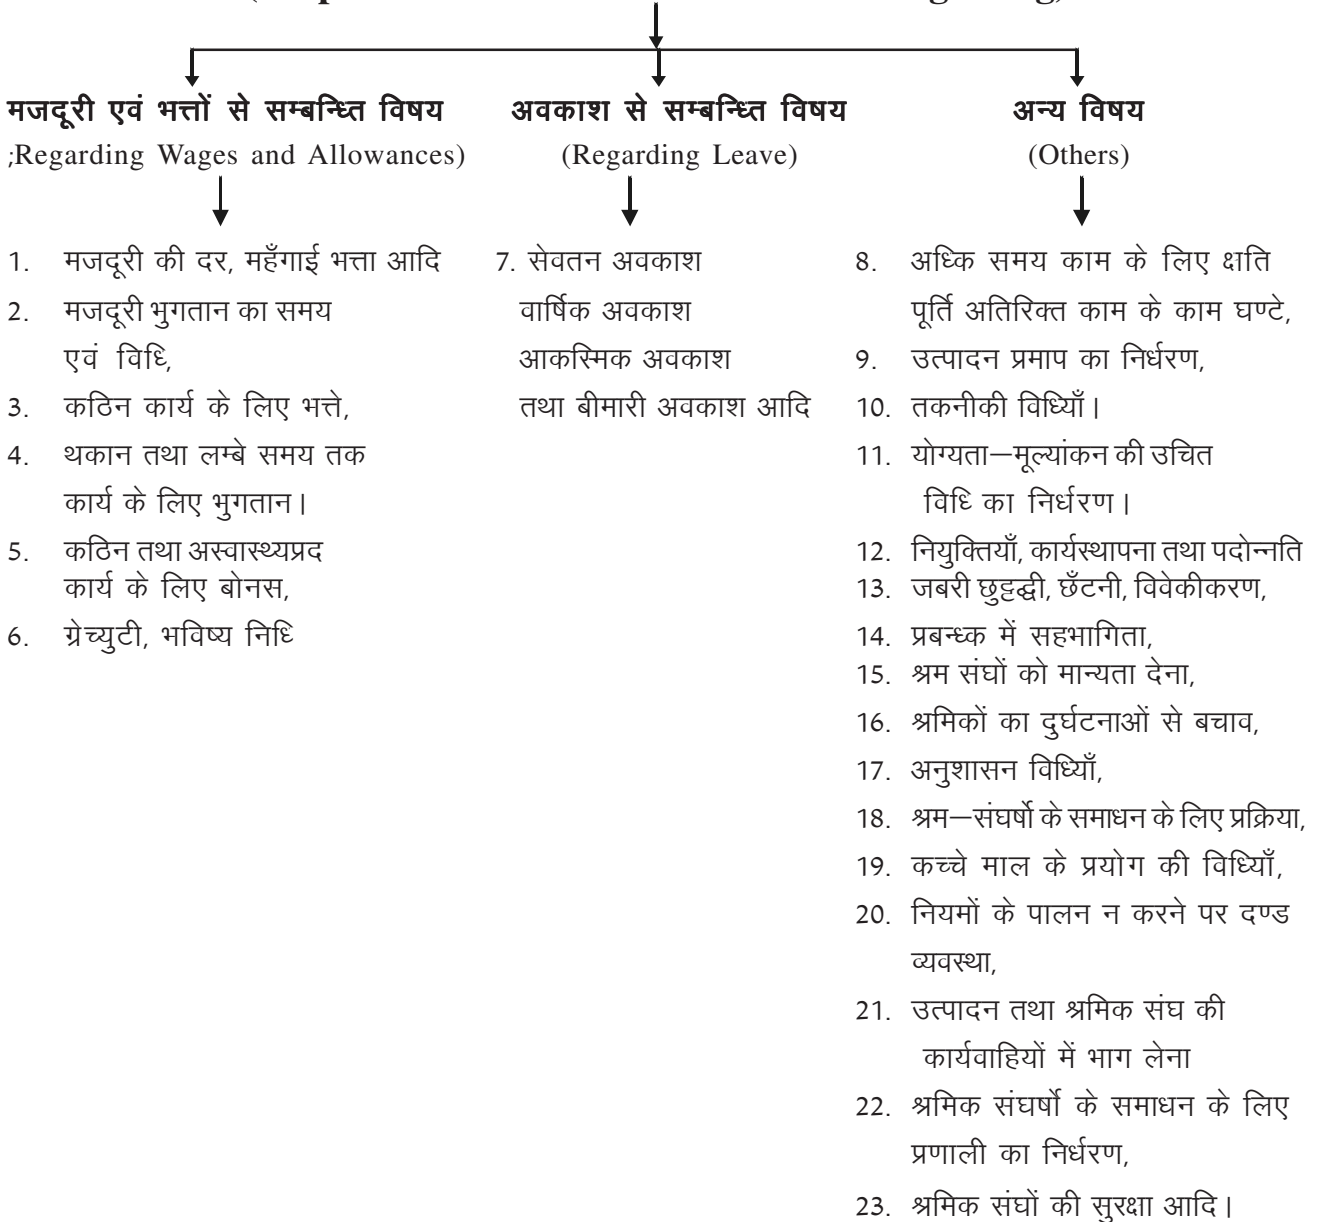 मजदूरी एवं भत्तों से सम्बन्धित विषय
;Regarding Wages and Allowances)
1. मजदूरी की दर, महँगाई भत्ता आदि
2. मजदूरी भुगतान का समय
एवं विधि,
3. कठिन कार्य के लिए भत्ते,
4. थकान तथा लम्बे समय तक
कार्य के लिए भुगतान।
5. कठिन तथा अस्वास्थ्यप्रद
कार्य के लिए बोनस,
6. ग्रेच्युटी, भविष्य निधि
अवकाश से सम्बन्धित विषय
(Regarding Leave)
7. सेवतन अवकाश
वार्षिक अवकाश
आकस्मिक अवकाश
तथा बीमारी अवकाश आदि
अन्य विषय
(Others)
8. अध्कि समय काम के लिए क्षति
पूर्ति अतिरिक्त काम के काम घण्टे,
9. उत्पादन प्रमाप का निर्धरण,
10. तकनीकी विध्यिाँ।
11. योग्यता–मूल्यांकन की उचित
विधि का निर्धरण।
12. नियुक्तियाँ, कार्यस्थापना तथा पदोन्नति
13. जबरी छुट्टद्घी, छँटनी, विवेकीकरण,
14. प्रबन्ध्क में सहभागिता,
15. श्रम संघों को मान्यता देना,
16. श्रमिकों का दुर्घटनाओं से बचाव,
17. अनुशासन विध्यिाँ,
18. श्रम–संघर्षो के समाधन के लिए प्रक्रिया,
19. कच्चे माल के प्रयोग की विध्यिाँ,
20. नियमों के पालन न करने पर दण्ड
व्यवस्था,
21. उत्पादन तथा श्रमिक संघ की
कार्यवाहियों में भाग लेना
22. श्रमिक संघर्षो के समाधन के लिए
प्रणाली का निर्धरण,
23. श्रमिक संघों की सुरक्षाा आदि।